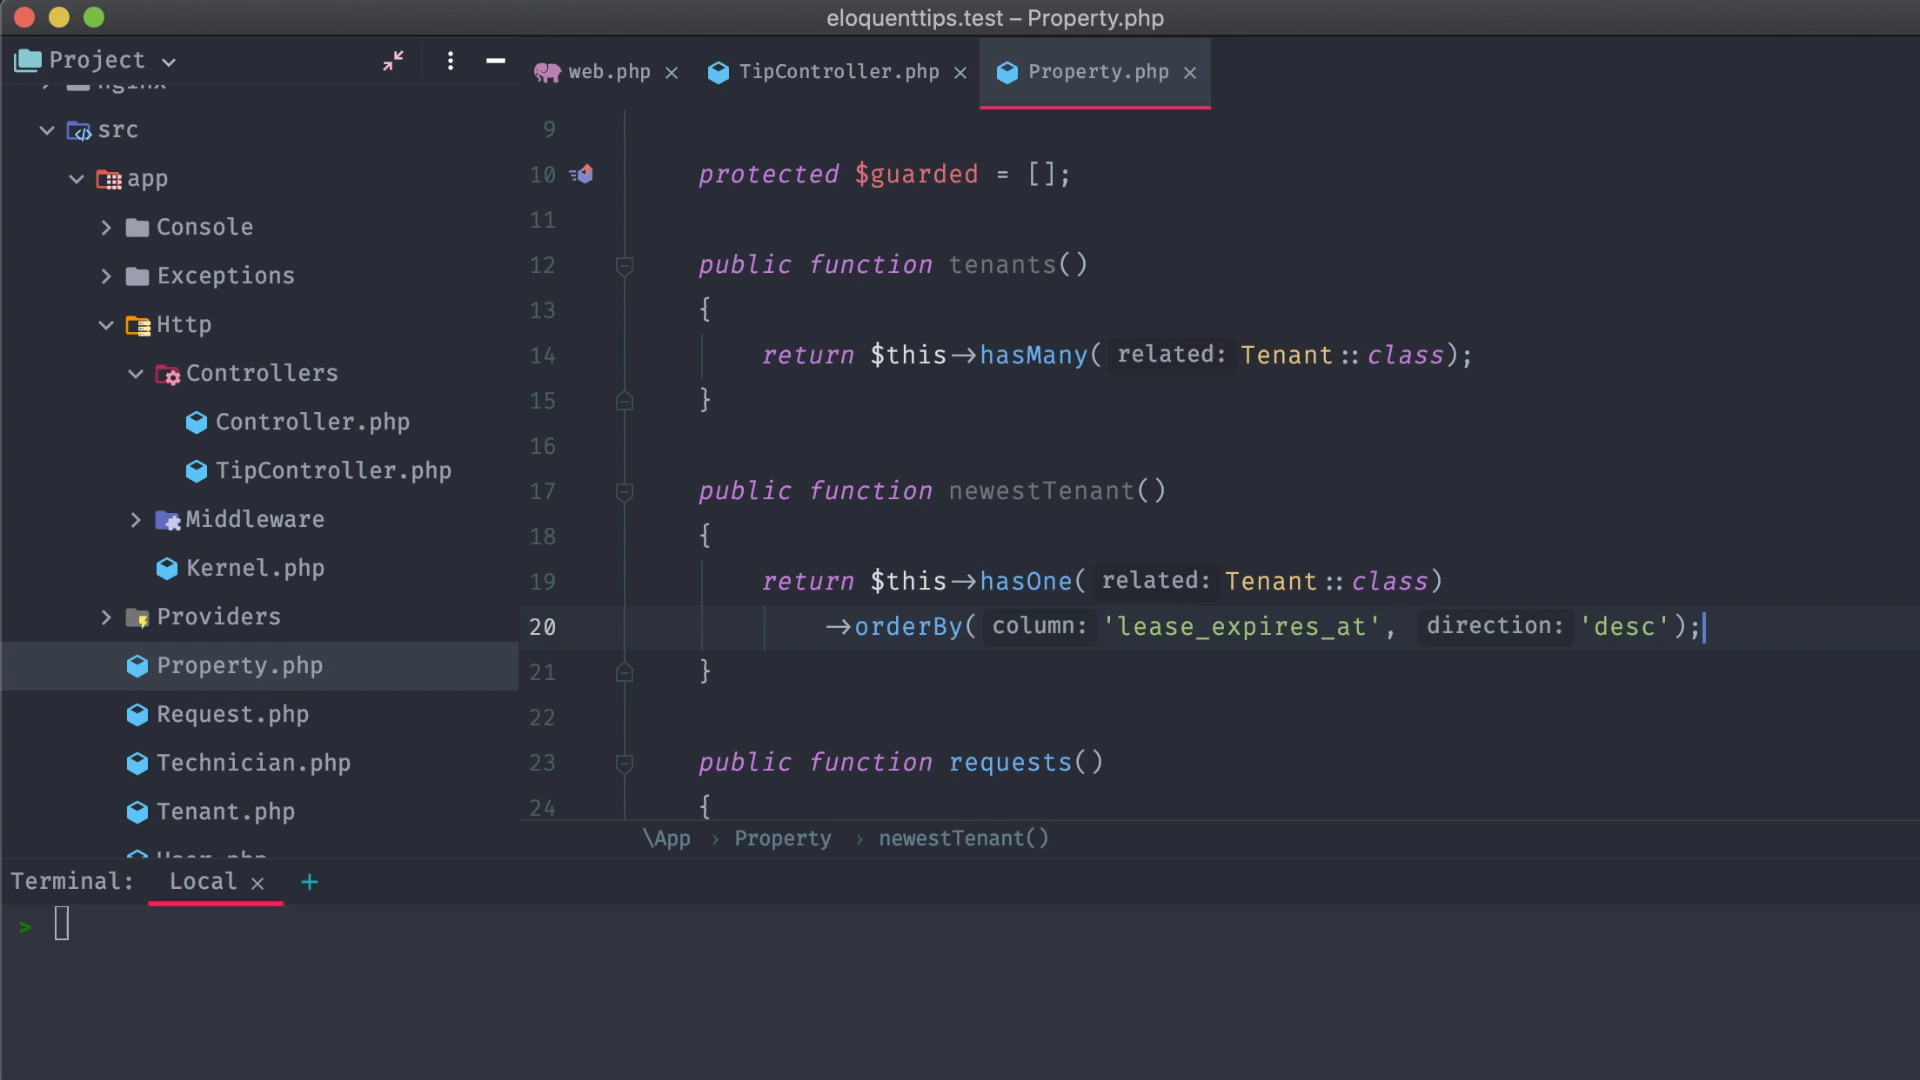 eloquenttips.test – Property.php
Project
web.php
TipController.php
Property.php
nginx
src
app
Console
Exceptions
Http
Controllers
Controller.php
TipController.php
Middleware
Kernel.php
Providers
Property.php
Request.php
Technician.php
Tenant.php
User.php
9
10 protected $guarded = [];
11
12 public function tenants()
13 {
14 return $this->hasMany( related: Tenant::class);
15 }
16
17 public function newestTenant()
18 {
19 return $this->hasOne( related: Tenant::class)
20 ->orderBy( column: 'lease_expires_at', direction: 'desc');
21 }
22
23 public function requests()
24 {
\App › Property › newestTenant()
Terminal: Local +
>